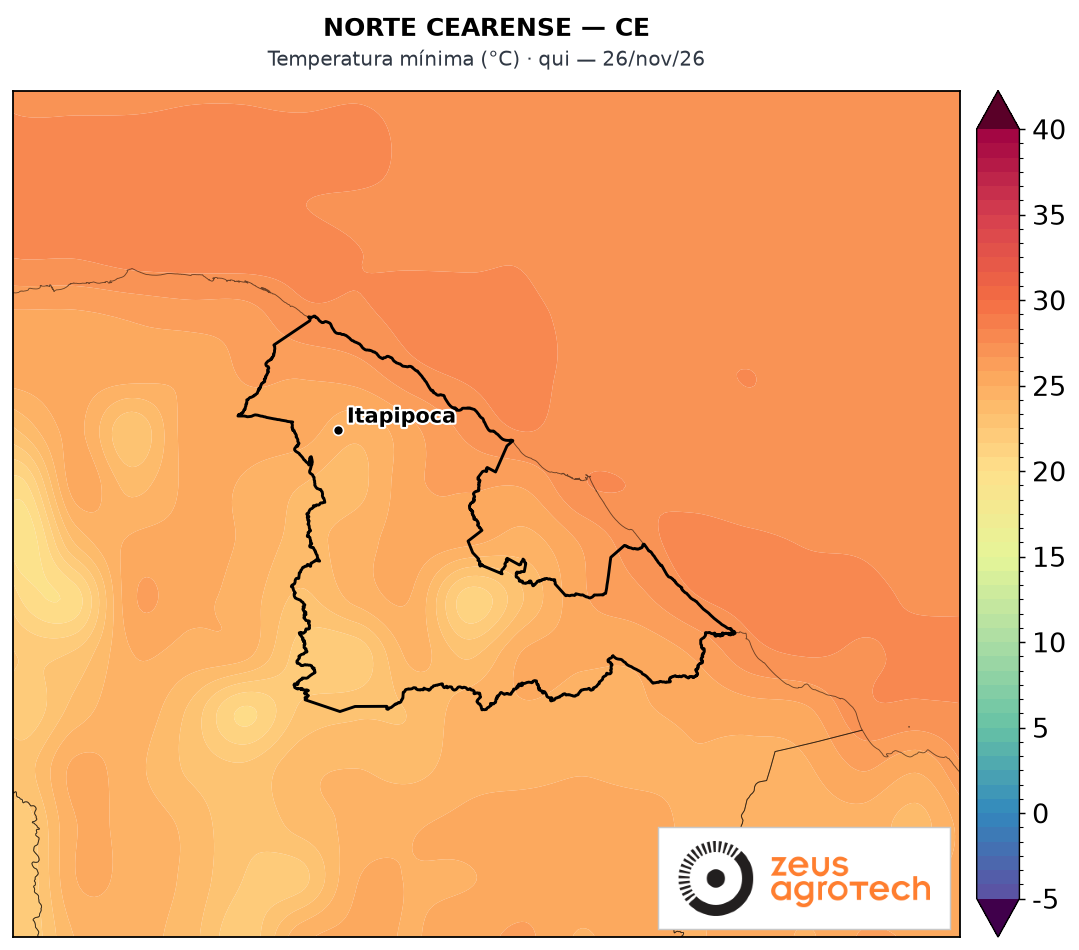 NORTE CEARENSE — CE
Temperatura mínima (°C) · qui — 26/nov/26
Itapipoca
40
35
30
25
20
15
10
5
0
-5
zeus
agrotech